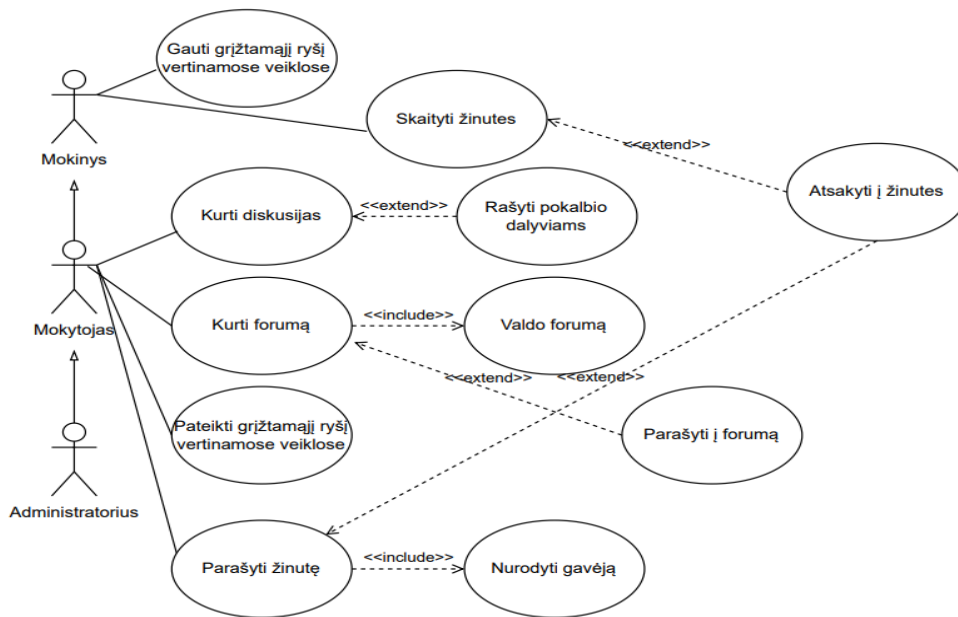 Gauti grįžtamąjį ryšį
vertinamose veiklose
Skaityti žinutes
<<extend>>
Mokinys
Atsakyti į žinutes
Kurti diskusijas
<<extend>>
Rašyti pokalbio
dalyviams
Mokytojas
Kurti forumą
<<include>>
Valdo forumą
<<extend>>
<<extend>>
Pateikti grįžtamąjį ryšį
vertinamose veiklose
Parašyti į forumą
Administratorius
Parašyti žinutę
<<include>>
Nurodyti gavėją